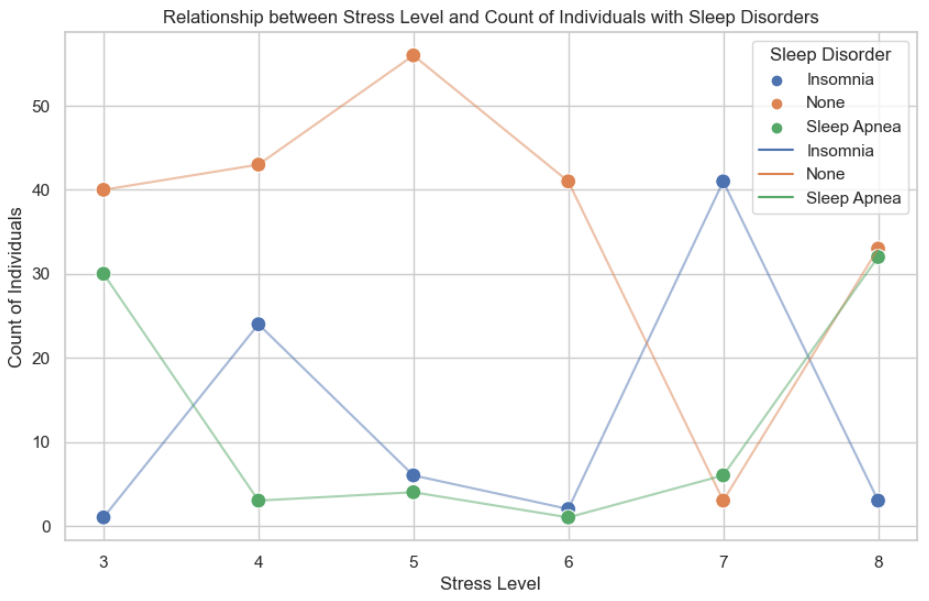 Relationship between Stress Level and Count of Individuals with Sleep Disorders
Sleep Disorder
Insomnia
None
Sleep Apnea
Insomnia
None
Sleep Apnea
Count of Individuals
50
40
30
20
10
0
3 4 5 6 7 8
Stress Level